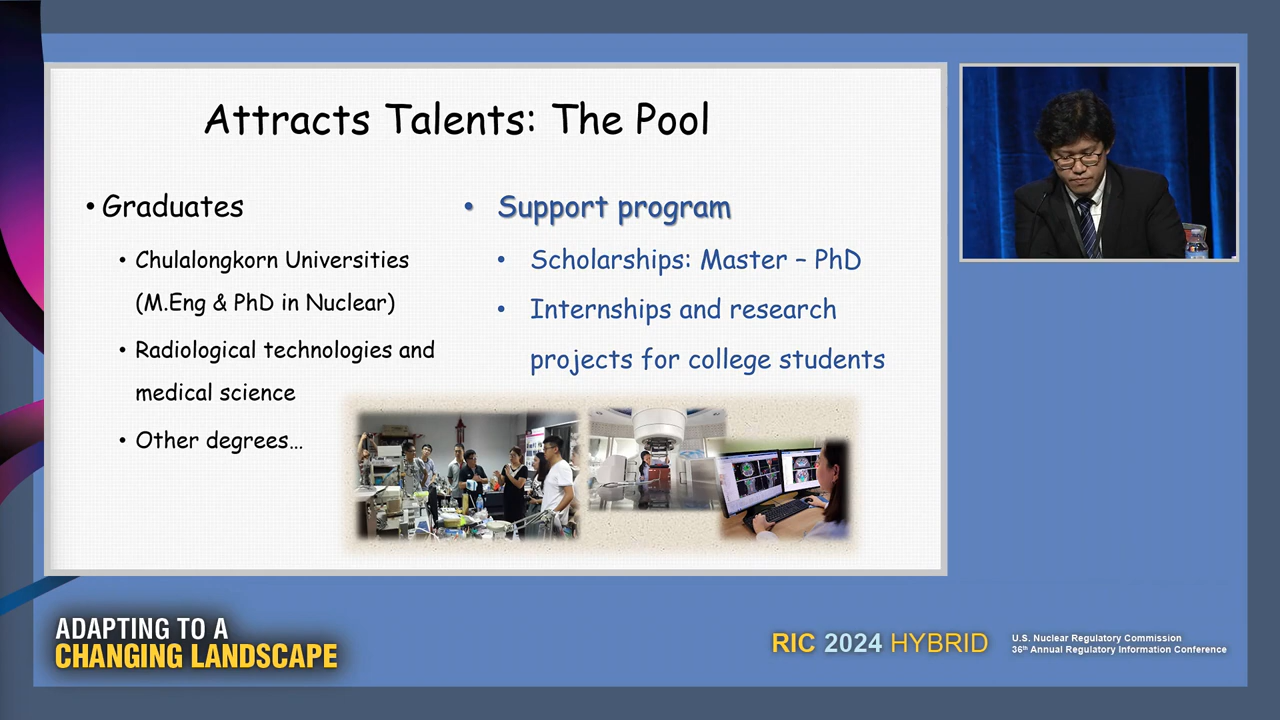 Attracts Talents: The Pool
• Graduates
• Chulalongkorn Universities
(M.Eng & PhD in Nuclear)
• Radiological technologies and
medical science
• Other degrees…
• Support program
• Scholarships: Master – PhD
• Internships and research
projects for college students
ADAPTING TO A
CHANGING LANDSCAPE
RIC 2024 HYBRID
U.S. Nuclear Regulatory Commission
36th Annual Regulatory Information Conference